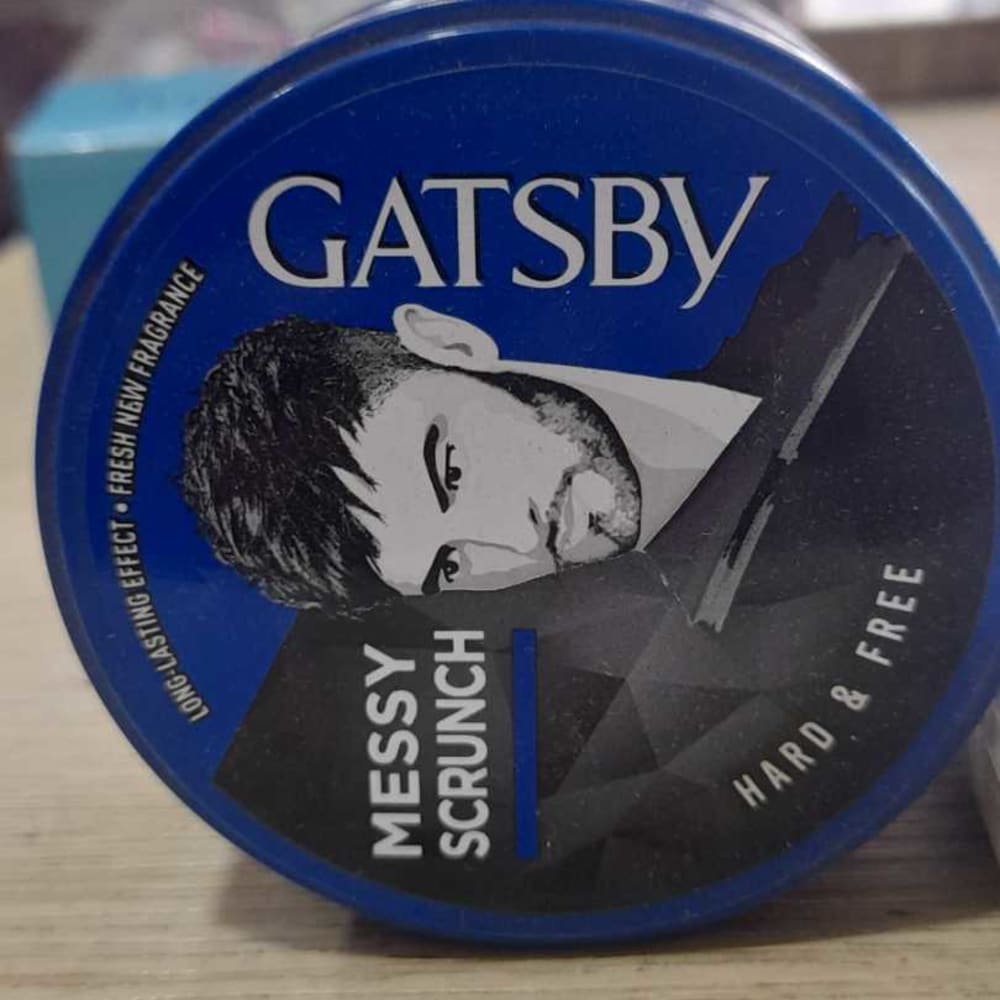 GATSBY
LONG-LASTING EFFECT • FRESH NEW FRAGRANCE
MESSY
SCRUNCH
HARD & FREE